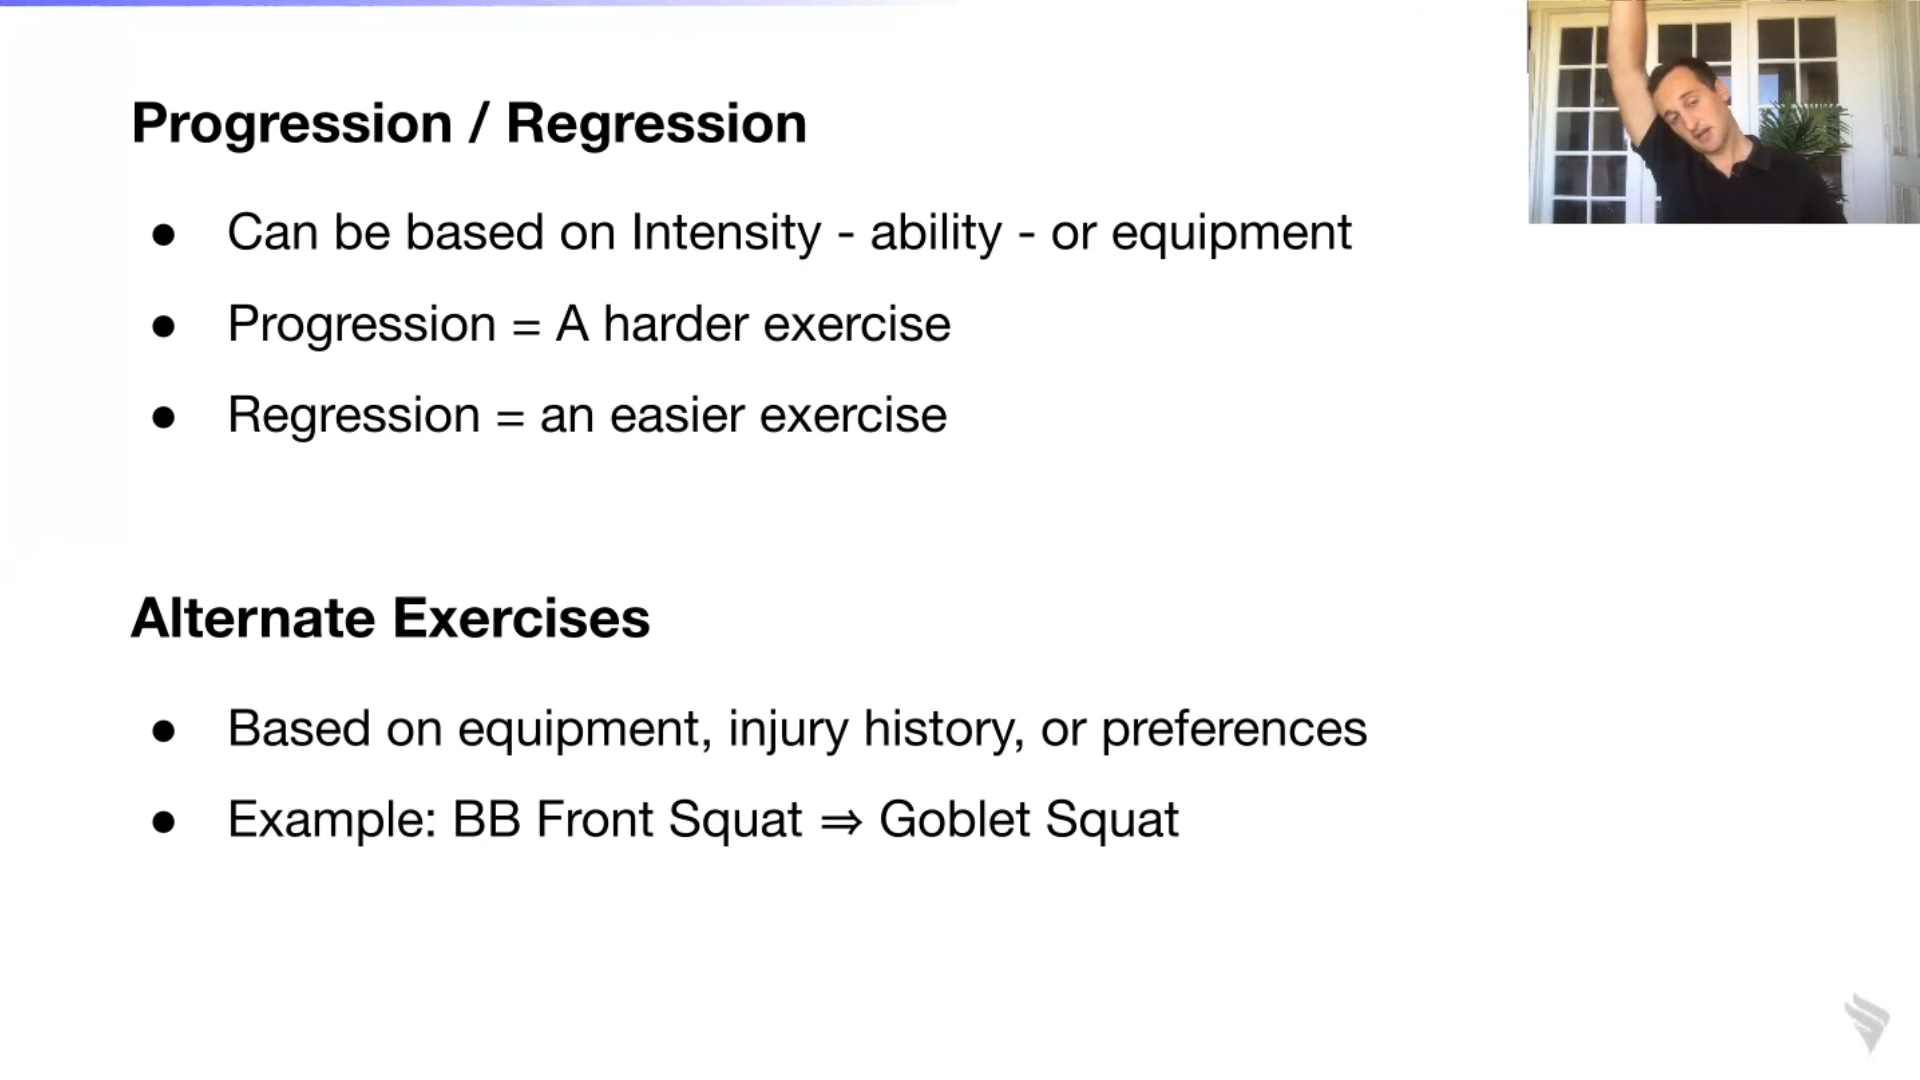 Progression / Regression
● Can be based on Intensity - ability - or equipment
● Progression = A harder exercise
● Regression = an easier exercise
Alternate Exercises
● Based on equipment, injury history, or preferences
● Example: BB Front Squat ⇒ Goblet Squat